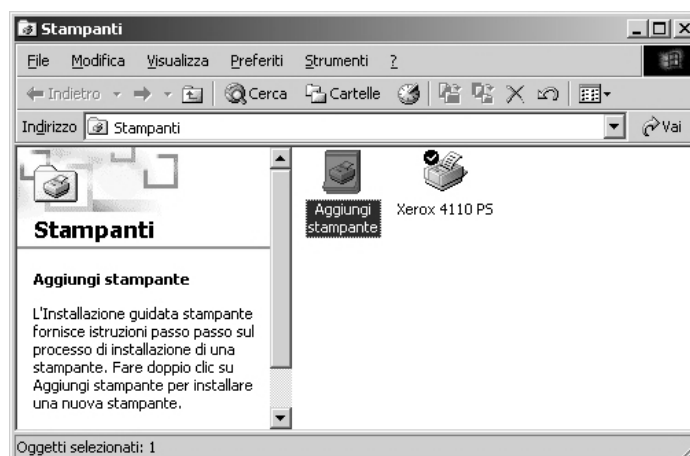 Stampanti
File Modifica Visualizza Preferiti Strumenti ?
Indietro Cerca Cartelle
Indirizzo Stampanti Vai
Aggiungi
stampante
Xerox 4110 PS
Stampanti
Aggiungi stampante
L'Installazione guidata stampante
fornisce istruzioni passo passo sul
processo di installazione di una
stampante. Fare doppio clic su
Aggiungi stampante per installare
una nuova stampante.
Oggetti selezionati: 1